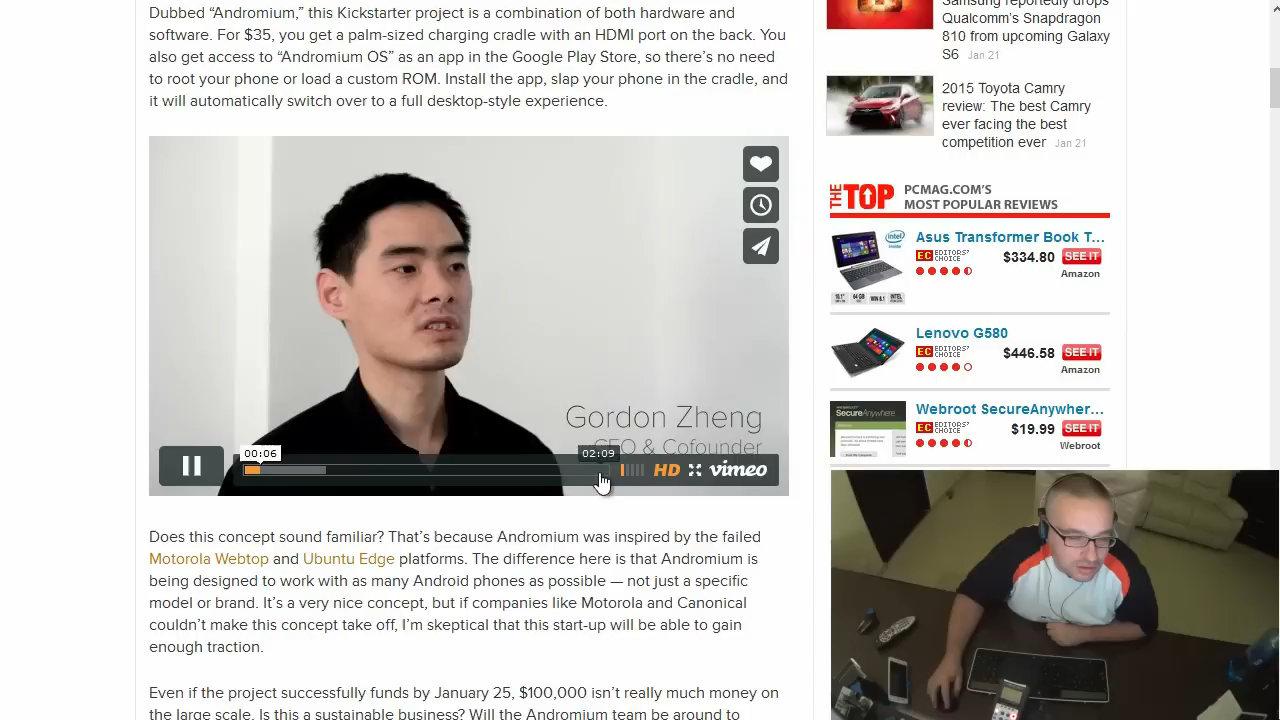 Dubbed “Andromium,” this Kickstarter project is a combination of both hardware and
software. For $35, you get a palm-sized charging cradle with an HDMI port on the back. You
also get access to “Andromium OS” as an app in the Google Play Store, so there’s no need
to root your phone or load a custom ROM. Install the app, slap your phone in the cradle, and
it will automatically switch over to a full desktop-style experience.
Gordon Zheng
CEO & Cofounder
00:06
02:09
HD
vimeo
Does this concept sound familiar? That’s because Andromium was inspired by the failed
Motorola Webtop and Ubuntu Edge platforms. The difference here is that Andromium is
being designed to work with as many Android phones as possible — not just a specific
model or brand. It’s a very nice concept, but if companies like Motorola and Canonical
couldn’t make this concept take off, I’m skeptical that this start-up will be able to gain
enough traction.
Even if the project successfully funds by January 25, $100,000 isn’t really much money on
the large scale. Is this a sustainable business? Will the Andromium team be around to
Samsung reportedly drops
Qualcomm’s Snapdragon
810 from upcoming Galaxy
S6 Jan 21
2015 Toyota Camry
review: The best Camry
ever facing the best
competition ever Jan 21
THE TOP
PCMAG.COM’S
MOST POPULAR REVIEWS
Asus Transformer Book T...
EC EDITORS’ CHOICE
$334.80
SEE IT
Amazon
Lenovo G580
EC EDITORS’ CHOICE
$446.58
SEE IT
Amazon
Webroot SecureAnywher...
EC EDITORS’ CHOICE
$19.99
SEE IT
Webroot
SecureAnywhere
intel